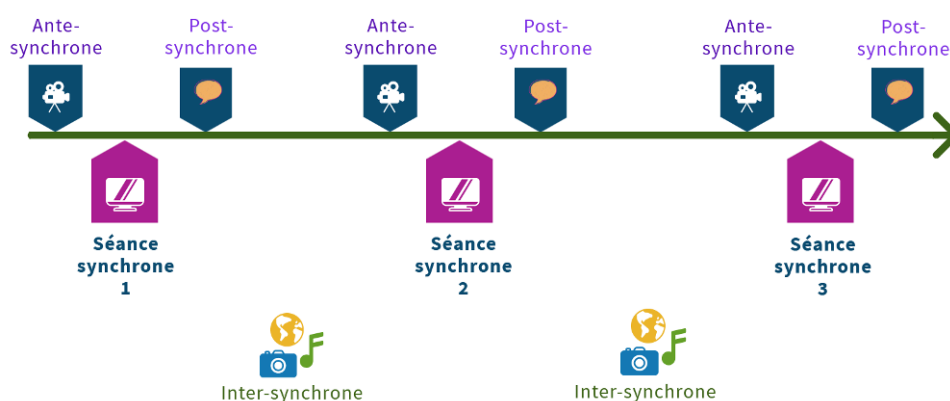 Ante-
synchrone
Post-
synchrone
Ante-
synchrone
Post-
synchrone
Ante-
synchrone
Post-
synchrone
Séance
synchrone
1
Séance
synchrone
2
Séance
synchrone
3
Inter-synchrone
Inter-synchrone